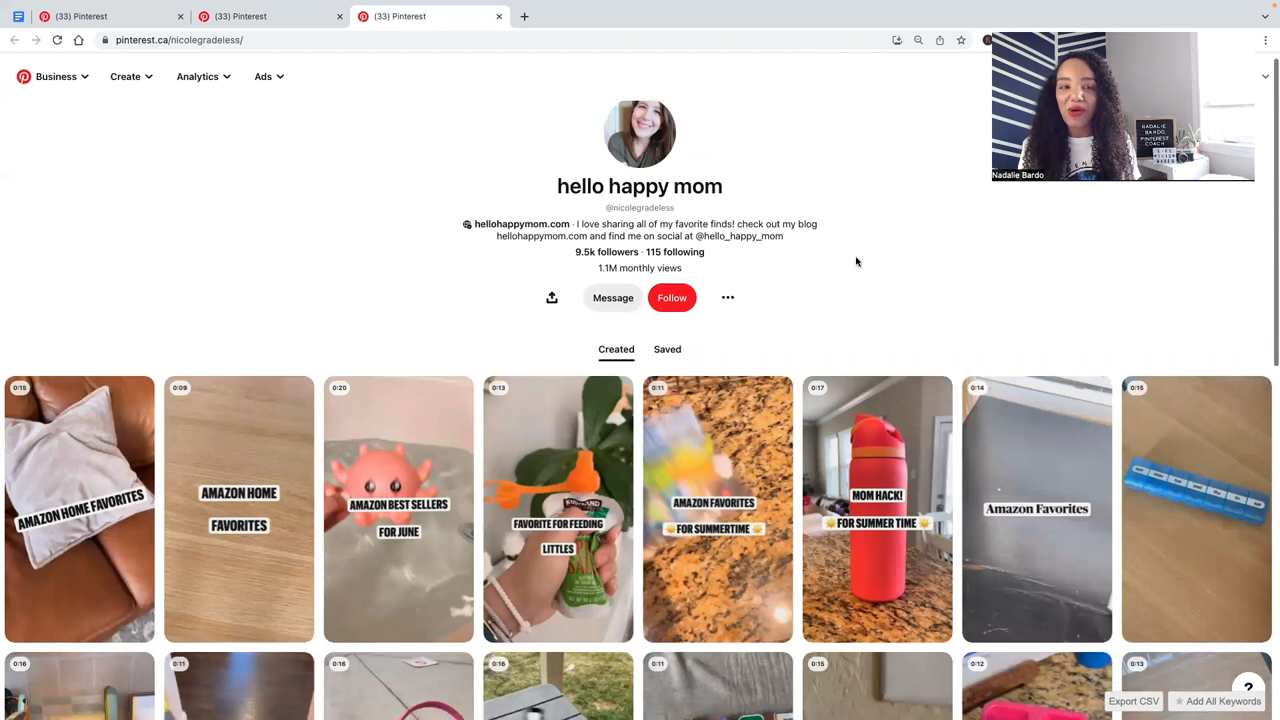 (33) Pinterest
(33) Pinterest
(33) Pinterest
pinterest.ca/nicolegradeless/
Business
Create
Analytics
Ads
NADALIE
BARDO,
PINTEREST
COACH
Nadalie Bardo
hello happy mom
@nicolegradeless
hellohappymom.com · I love sharing all of my favorite finds! check out my blog
hellohappymom.com and find me on social at @hello_happy_mom
9.5k followers · 115 following
1.1M monthly views
Message
Follow
Created
Saved
0:15
0:09
0:20
0:13
0:11
0:17
0:14
0:15
AMAZON HOME FAVORITES
AMAZON HOME
FAVORITES
AMAZON BEST SELLERS
FOR JUNE
KIRKLAND
FAVORITE FOR FEEDING
LITTLES
AMAZON FAVORITES
FOR SUMMERTIME
MOM HACK!
FOR SUMMER TIME
Amazon Favorites
0:16
0:11
0:16
0:16
0:11
0:15
0:12
0:13
?
Export CSV
Add All Keywords